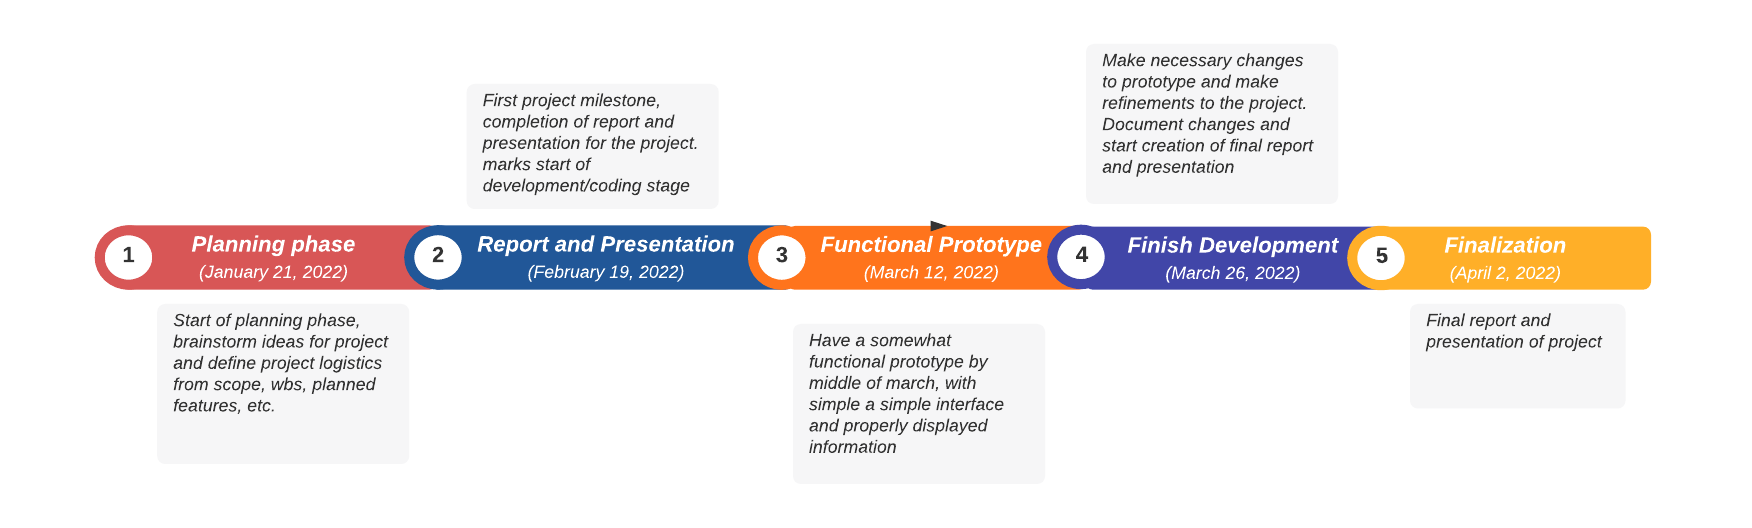 Make necessary changes
to prototype and make
refinements to the project.
Document changes and
start creation of final report
and presentation
First project milestone,
completion of report and
presentation for the project.
marks start of
development/coding stage
1
Planning phase
(January 21, 2022)
2
Report and Presentation
(February 19, 2022)
3
Functional Prototype
(March 12, 2022)
4
Finish Development
(March 26, 2022)
5
Finalization
(April 2, 2022)
Start of planning phase,
brainstorm ideas for project
and define project logistics
from scope, wbs, planned
features, etc.
Have a somewhat
functional prototype by
middle of march, with
simple a simple interface
and properly displayed
information
Final report and
presentation of project